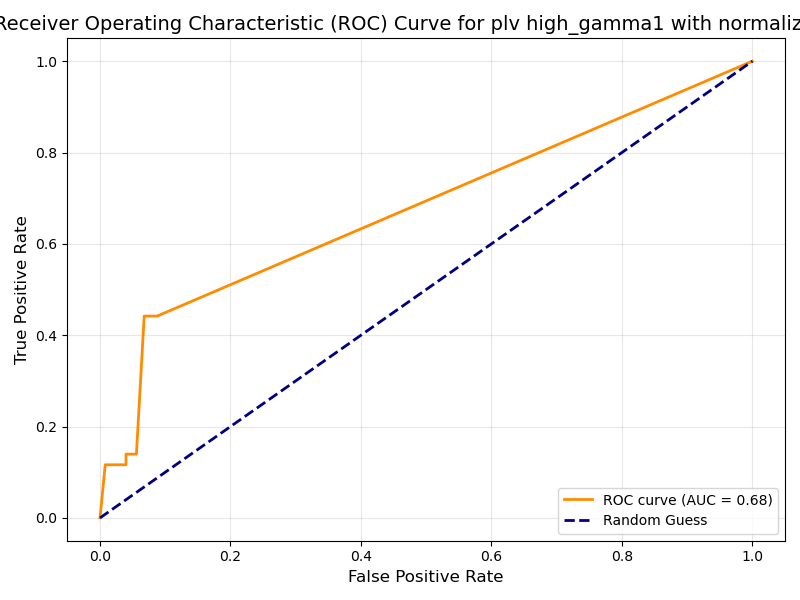 Receiver Operating Characteristic (ROC) Curve for plv high_gamma1 with normaliz
1.0
0.8
0.6
0.4
0.2
0.0
True Positive Rate
0.0 0.2 0.4 0.6 0.8 1.0
False Positive Rate
ROC curve (AUC = 0.68)
Random Guess